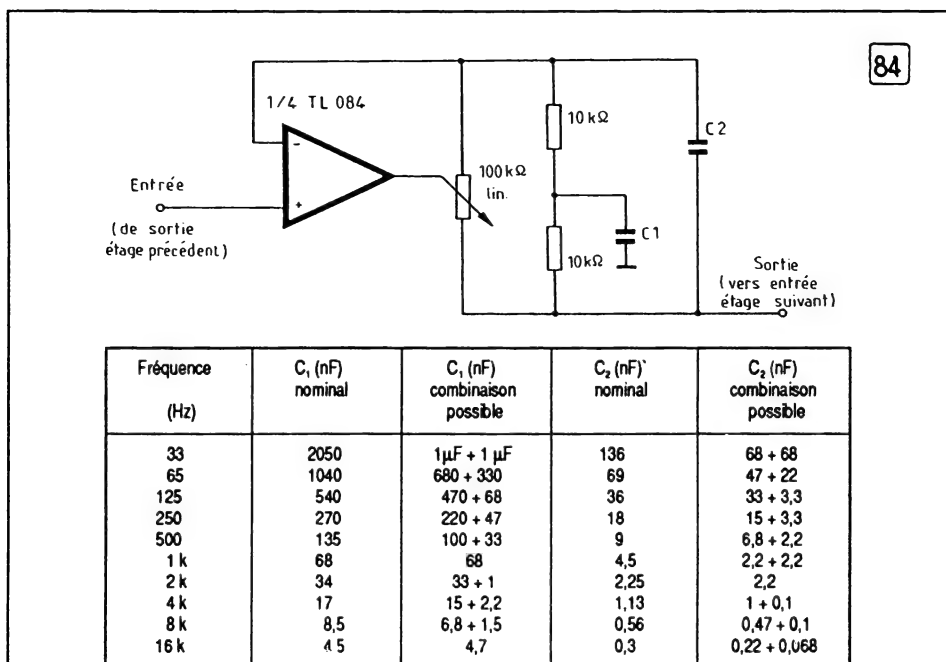 84
1/4 TL 084
10 kΩ
C2
100 kΩ
lin.
Entrée
(de sortie
étage précédent)
−
+
C1
10kΩ
Sortie
(vers entrée
étage suivant)
Fréquence (Hz) | C₁ (nF) nominal | C₁ (nF) combinaison possible | C₂ (nF)` nominal | C₂ (nF) combinaison possible
33 2050 1µF + 1 µF 136 68 + 68
65 1040 680 + 330 69 47 + 22
125 540 470 + 68 36 33 + 3,3
250 270 220 + 47 18 15 + 3,3
500 135 100 + 33 9 6,8 + 2,2
1 k 68 68 4,5 2,2 + 2,2
2 k 34 33 + 1 2,25 2,2
4 k 17 15 + 2,2 1,13 1 + 0,1
8 k 8,5 6,8 + 1,5 0,56 0,47 + 0,1
16 k 4,5 4,7 0,3 0,22 + 0,068